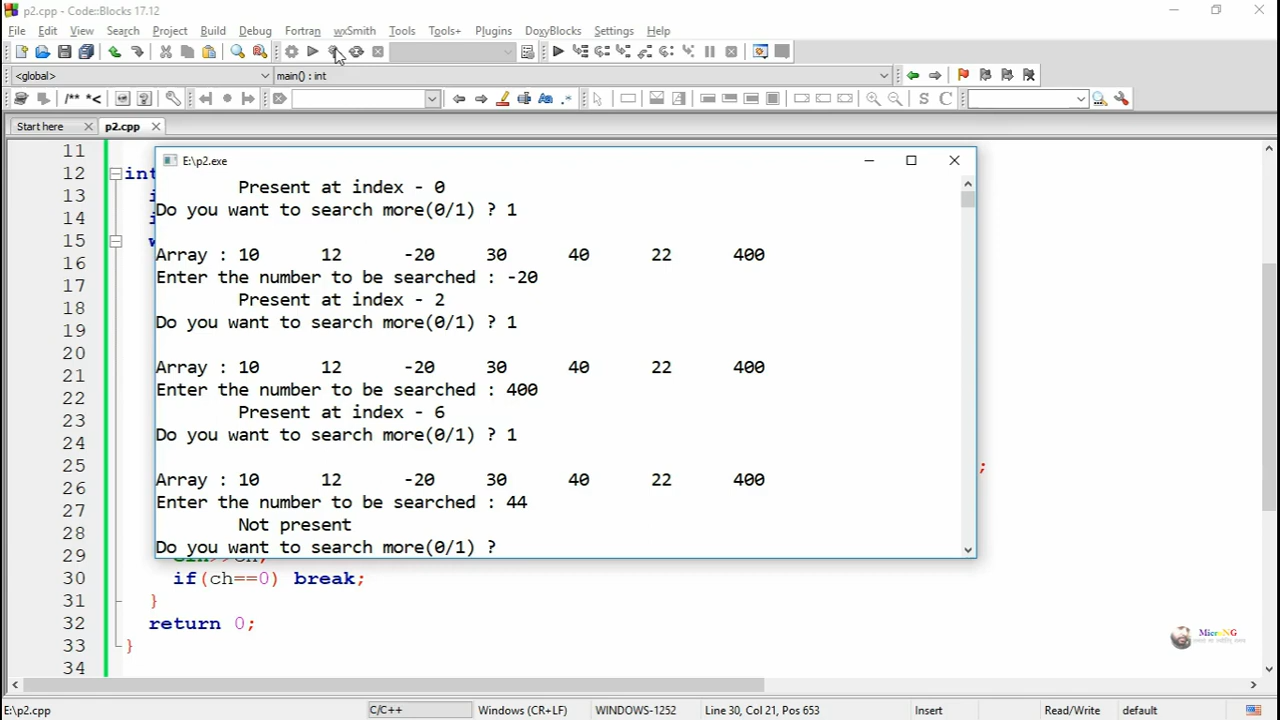 p2.cpp - Code::Blocks 17.12
File Edit View Search Project Build Debug Fortran wxSmith Tools Tools+ Plugins DoxyBlocks Settings Help
<global> main() : int
/** *< S C
Start here p2.cpp
E:\p2.exe
11
12 int
13
14
15
16
17
18
19
20
21
22
23
24
25 ;
26
27
28
29
30 if(ch==0) break;
31 }
32 return 0;
33 }
34
Present at index - 0
Do you want to search more(0/1) ? 1
Array : 10 12 -20 30 40 22 400
Enter the number to be searched : -20
Present at index - 2
Do you want to search more(0/1) ? 1
Array : 10 12 -20 30 40 22 400
Enter the number to be searched : 400
Present at index - 6
Do you want to search more(0/1) ? 1
Array : 10 12 -20 30 40 22 400
Enter the number to be searched : 44
Not present
Do you want to search more(0/1) ?
MicroNG
E:\p2.cpp C/C++ Windows (CR+LF) WINDOWS-1252 Line 30, Col 21, Pos 653 Insert Read/Write default